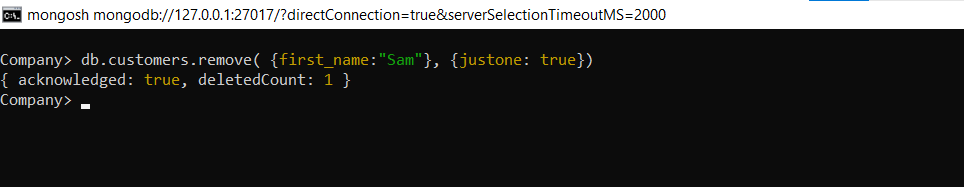 C:\. mongosh mongodb://127.0.0.1:27017/?directConnection=true&serverSelectionTimeoutMS=2000
Company> db.customers.remove( {first_name:"Sam"}, {justone: true})
{ acknowledged: true, deletedCount: 1 }
Company>